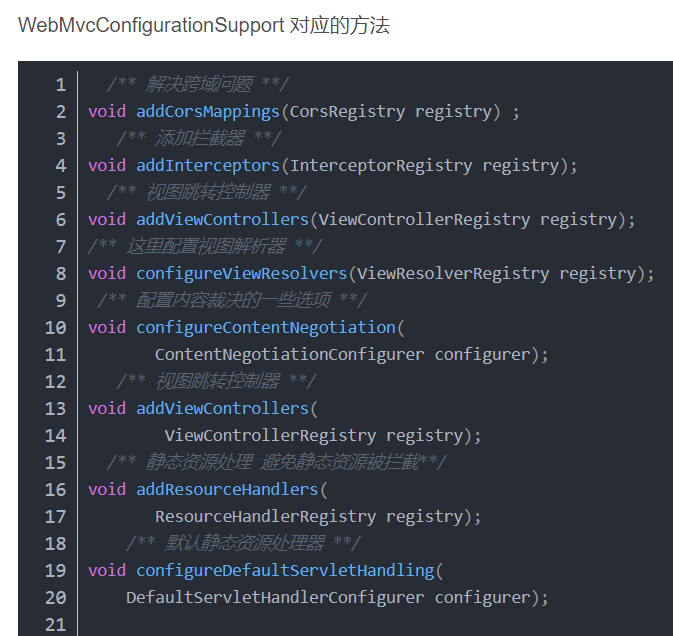 WebMvcConfigurationSupport 对应的方法
1 /** 解决跨域问题 **/
2 void addCorsMappings(CorsRegistry registry) ;
3 /** 添加拦截器 **/
4 void addInterceptors(InterceptorRegistry registry);
5 /** 视图跳转控制器 **/
6 void addViewControllers(ViewControllerRegistry registry);
7 /** 这里配置视图解析器 **/
8 void configureViewResolvers(ViewResolverRegistry registry);
9 /** 配置内容裁决的一些选项 **/
10 void configureContentNegotiation(
11 ContentNegotiationConfigurer configurer);
12 /** 视图跳转控制器 **/
13 void addViewControllers(
14 ViewControllerRegistry registry);
15 /** 静态资源处理 避免静态资源被拦截**/
16 void addResourceHandlers(
17 ResourceHandlerRegistry registry);
18 /** 默认静态资源处理器 **/
19 void configureDefaultServletHandling(
20 DefaultServletHandlerConfigurer configurer);
21